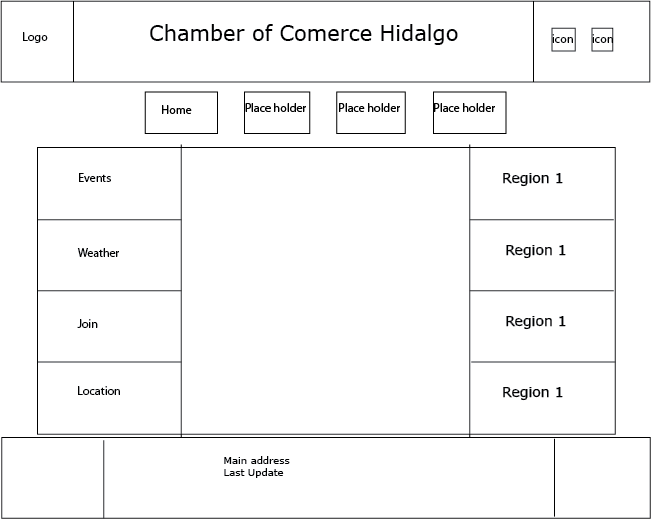 Logo
Chamber of Comerce Hidalgo
icon
icon
Home
Place holder
Place holder
Place holder
Events
Weather
Join
Location
Region 1
Region 1
Region 1
Region 1
Main address
Last Update